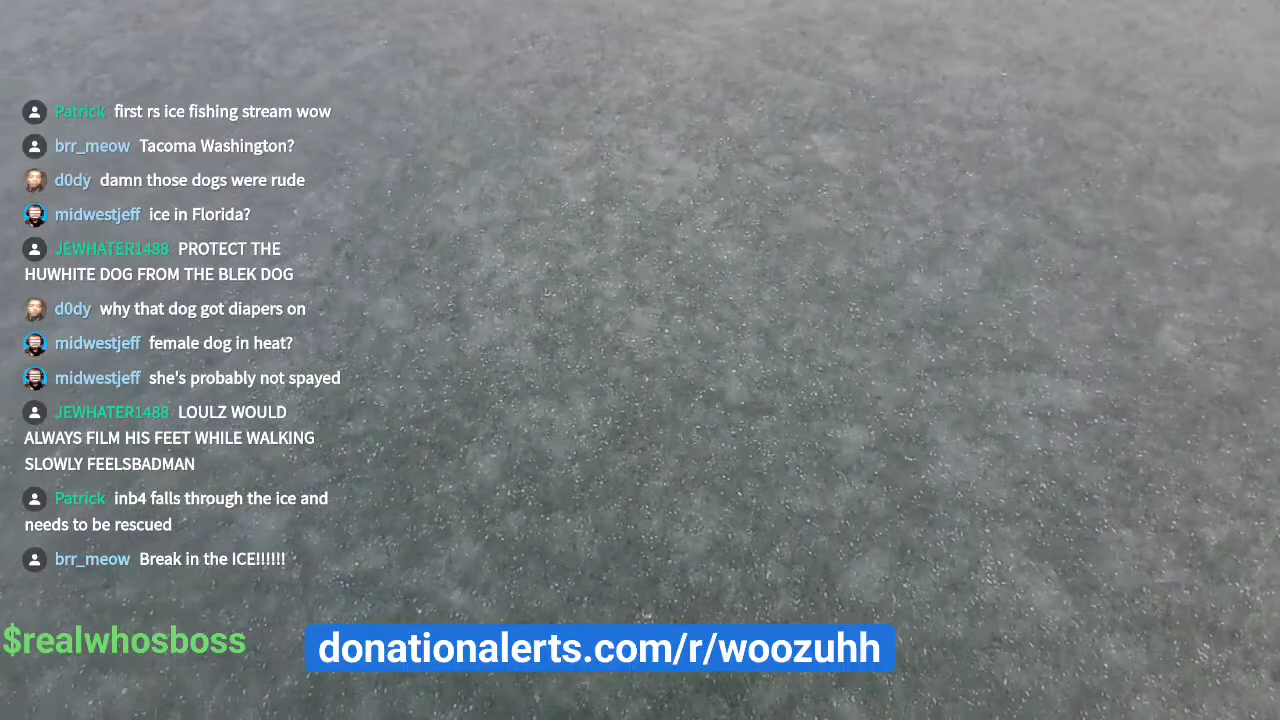 Patrick first rs ice fishing stream wow
brr_meow Tacoma Washington?
d0dy damn those dogs were rude
midwestjeff ice in Florida?
JEWHATER1488 PROTECT THE
HUWHITE DOG FROM THE BLEK DOG
d0dy why that dog got diapers on
midwestjeff female dog in heat?
midwestjeff she's probably not spayed
JEWHATER1488 LOULZ WOULD
ALWAYS FILM HIS FEET WHILE WALKING
SLOWLY FEELSBADMAN
Patrick inb4 falls through the ice and
needs to be rescued
brr_meow Break in the ICE!!!!!!
$realwhosboss
donationalerts.com/r/woozuhh